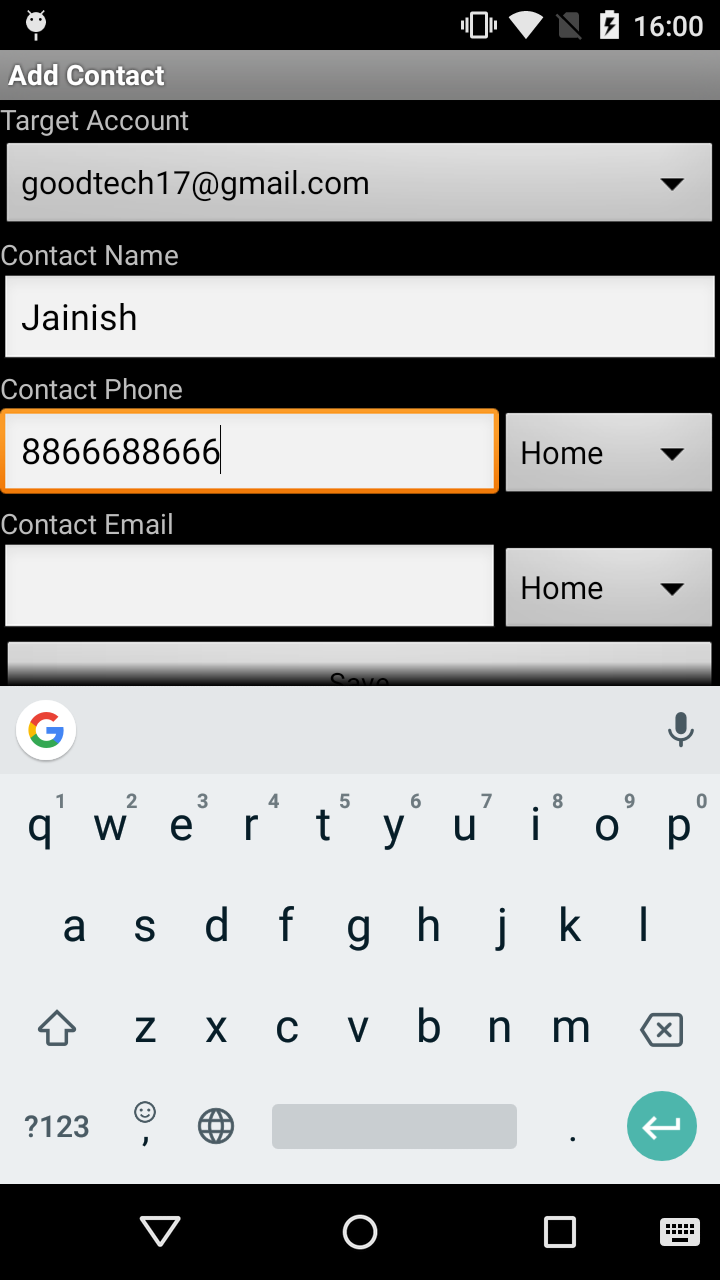 16:00
Add Contact
Target Account
goodtech17@gmail.com
Contact Name
Jainish
Contact Phone
8866688666 Home
Contact Email
Home
Save
G
1 2 3 4 5 6 7 8 9 0
q w e r t y u i o p
a s d f g h j k l
z x c v b n m
?123 , .